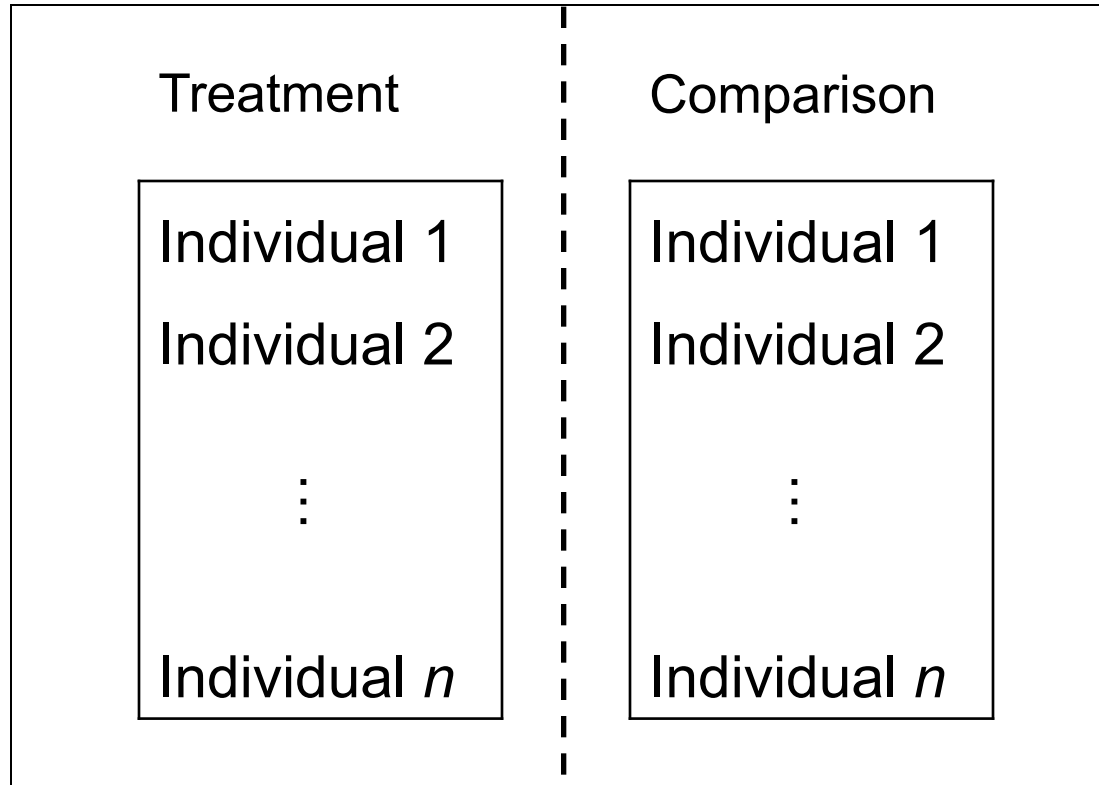 Treatment
Individual 1
Individual 2
⋮
Individual n
Comparison
Individual 1
Individual 2
⋮
Individual n